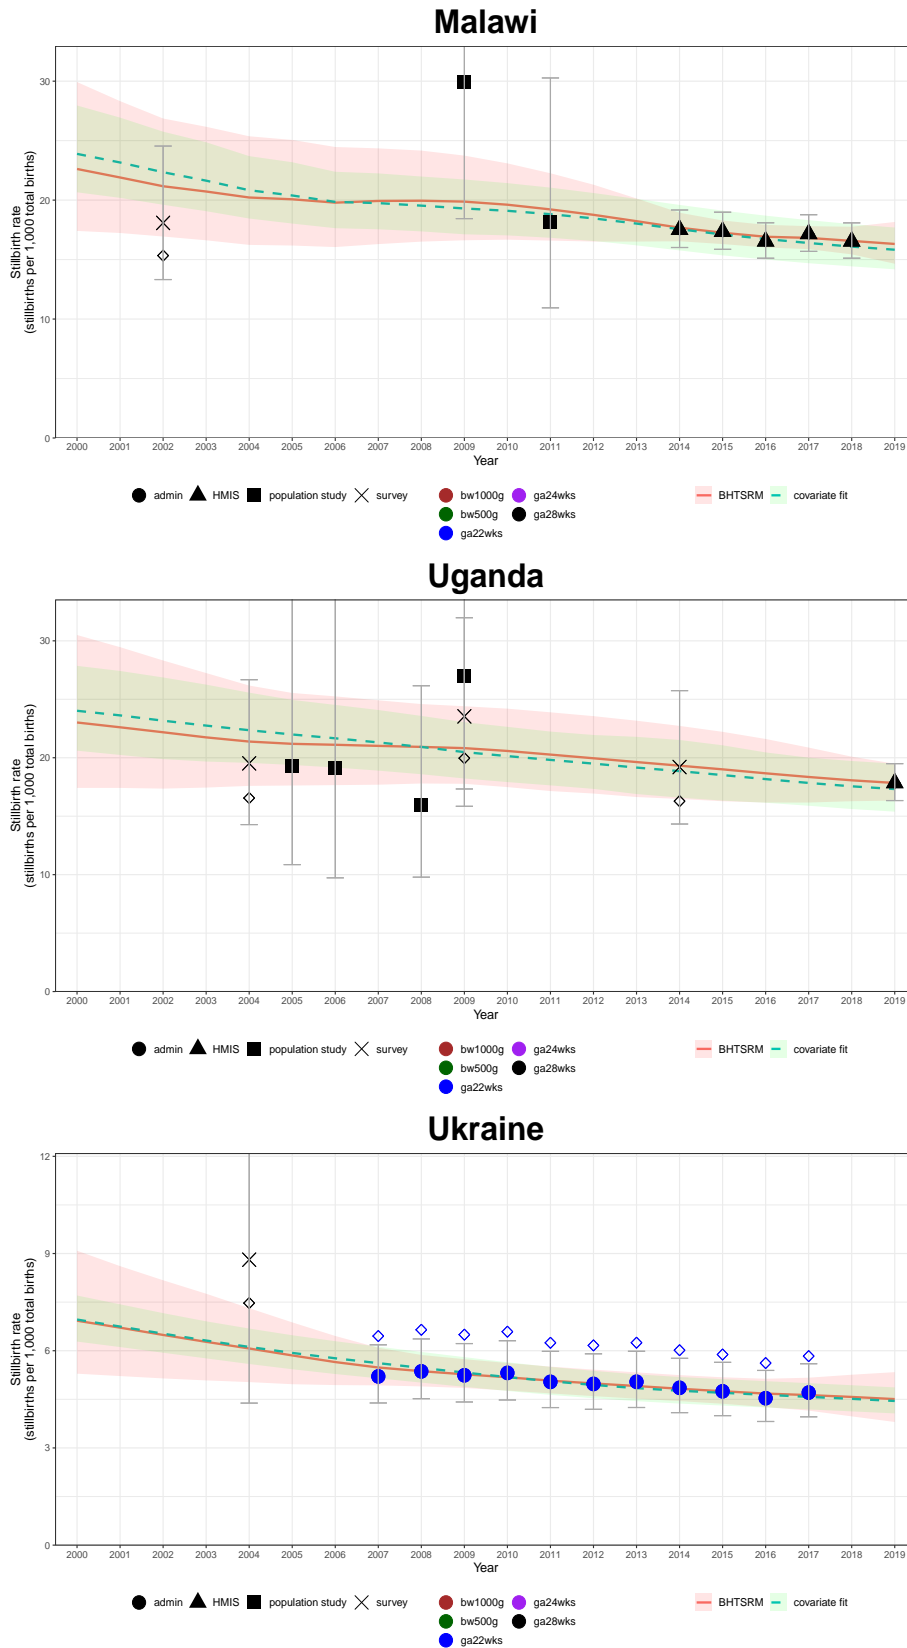 Malawi
Stillbirth rate
(stillbirths per 1,000 total births)
30
20
10
0
2000 2001 2002 2003 2004 2005 2006 2007 2008 2009 2010 2011 2012 2013 2014 2015 2016 2017 2018 2019
Year
admin HMIS population study survey bw1000g ga24wks BHTSRM covariate fit
bw500g ga28wks
ga22wks
Uganda
Stillbirth rate
(stillbirths per 1,000 total births)
30
20
10
0
2000 2001 2002 2003 2004 2005 2006 2007 2008 2009 2010 2011 2012 2013 2014 2015 2016 2017 2018 2019
Year
admin HMIS population study survey bw1000g ga24wks BHTSRM covariate fit
bw500g ga28wks
ga22wks
Ukraine
Stillbirth rate
(stillbirths per 1,000 total births)
12
9
6
3
0
2000 2001 2002 2003 2004 2005 2006 2007 2008 2009 2010 2011 2012 2013 2014 2015 2016 2017 2018 2019
Year
admin HMIS population study survey bw1000g ga24wks BHTSRM covariate fit
bw500g ga28wks
ga22wks